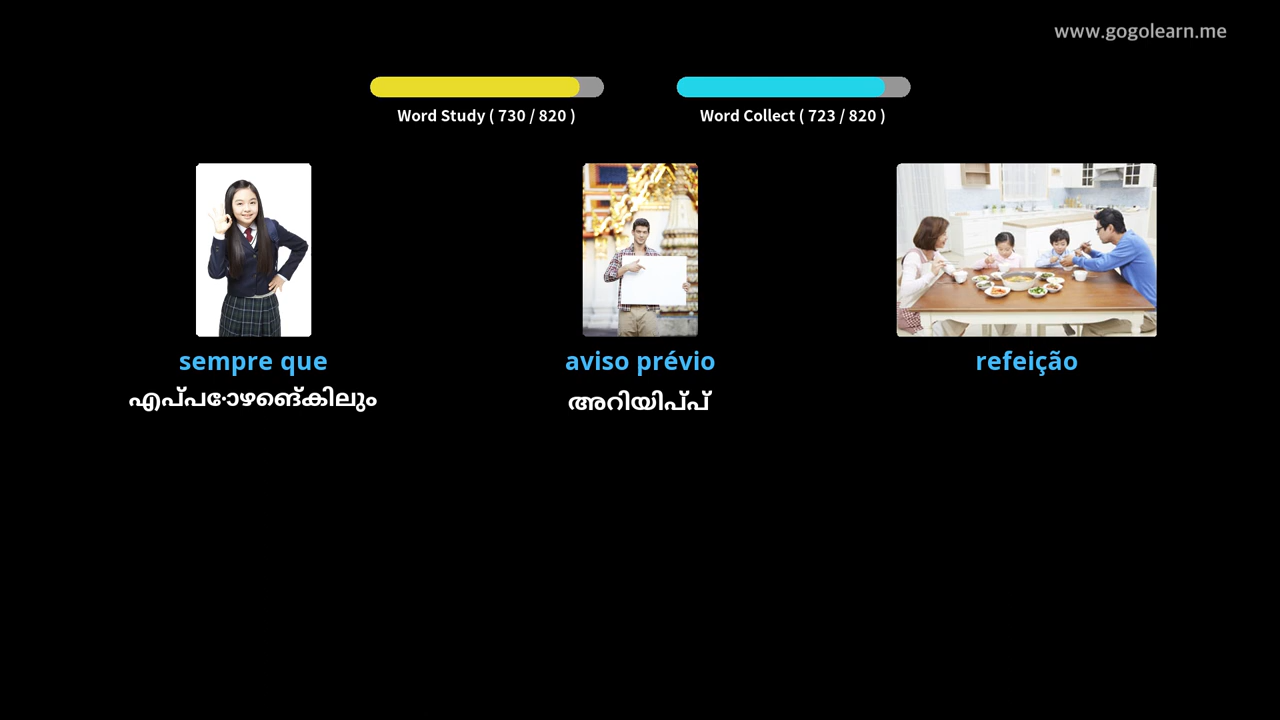 www.gogolearn.me
Word Study ( 730 / 820 )
Word Collect ( 723 / 820 )
sempre que
aviso prévio
refeição
എപ്പോഴെങ്കിലും
അറിയിപ്പ്